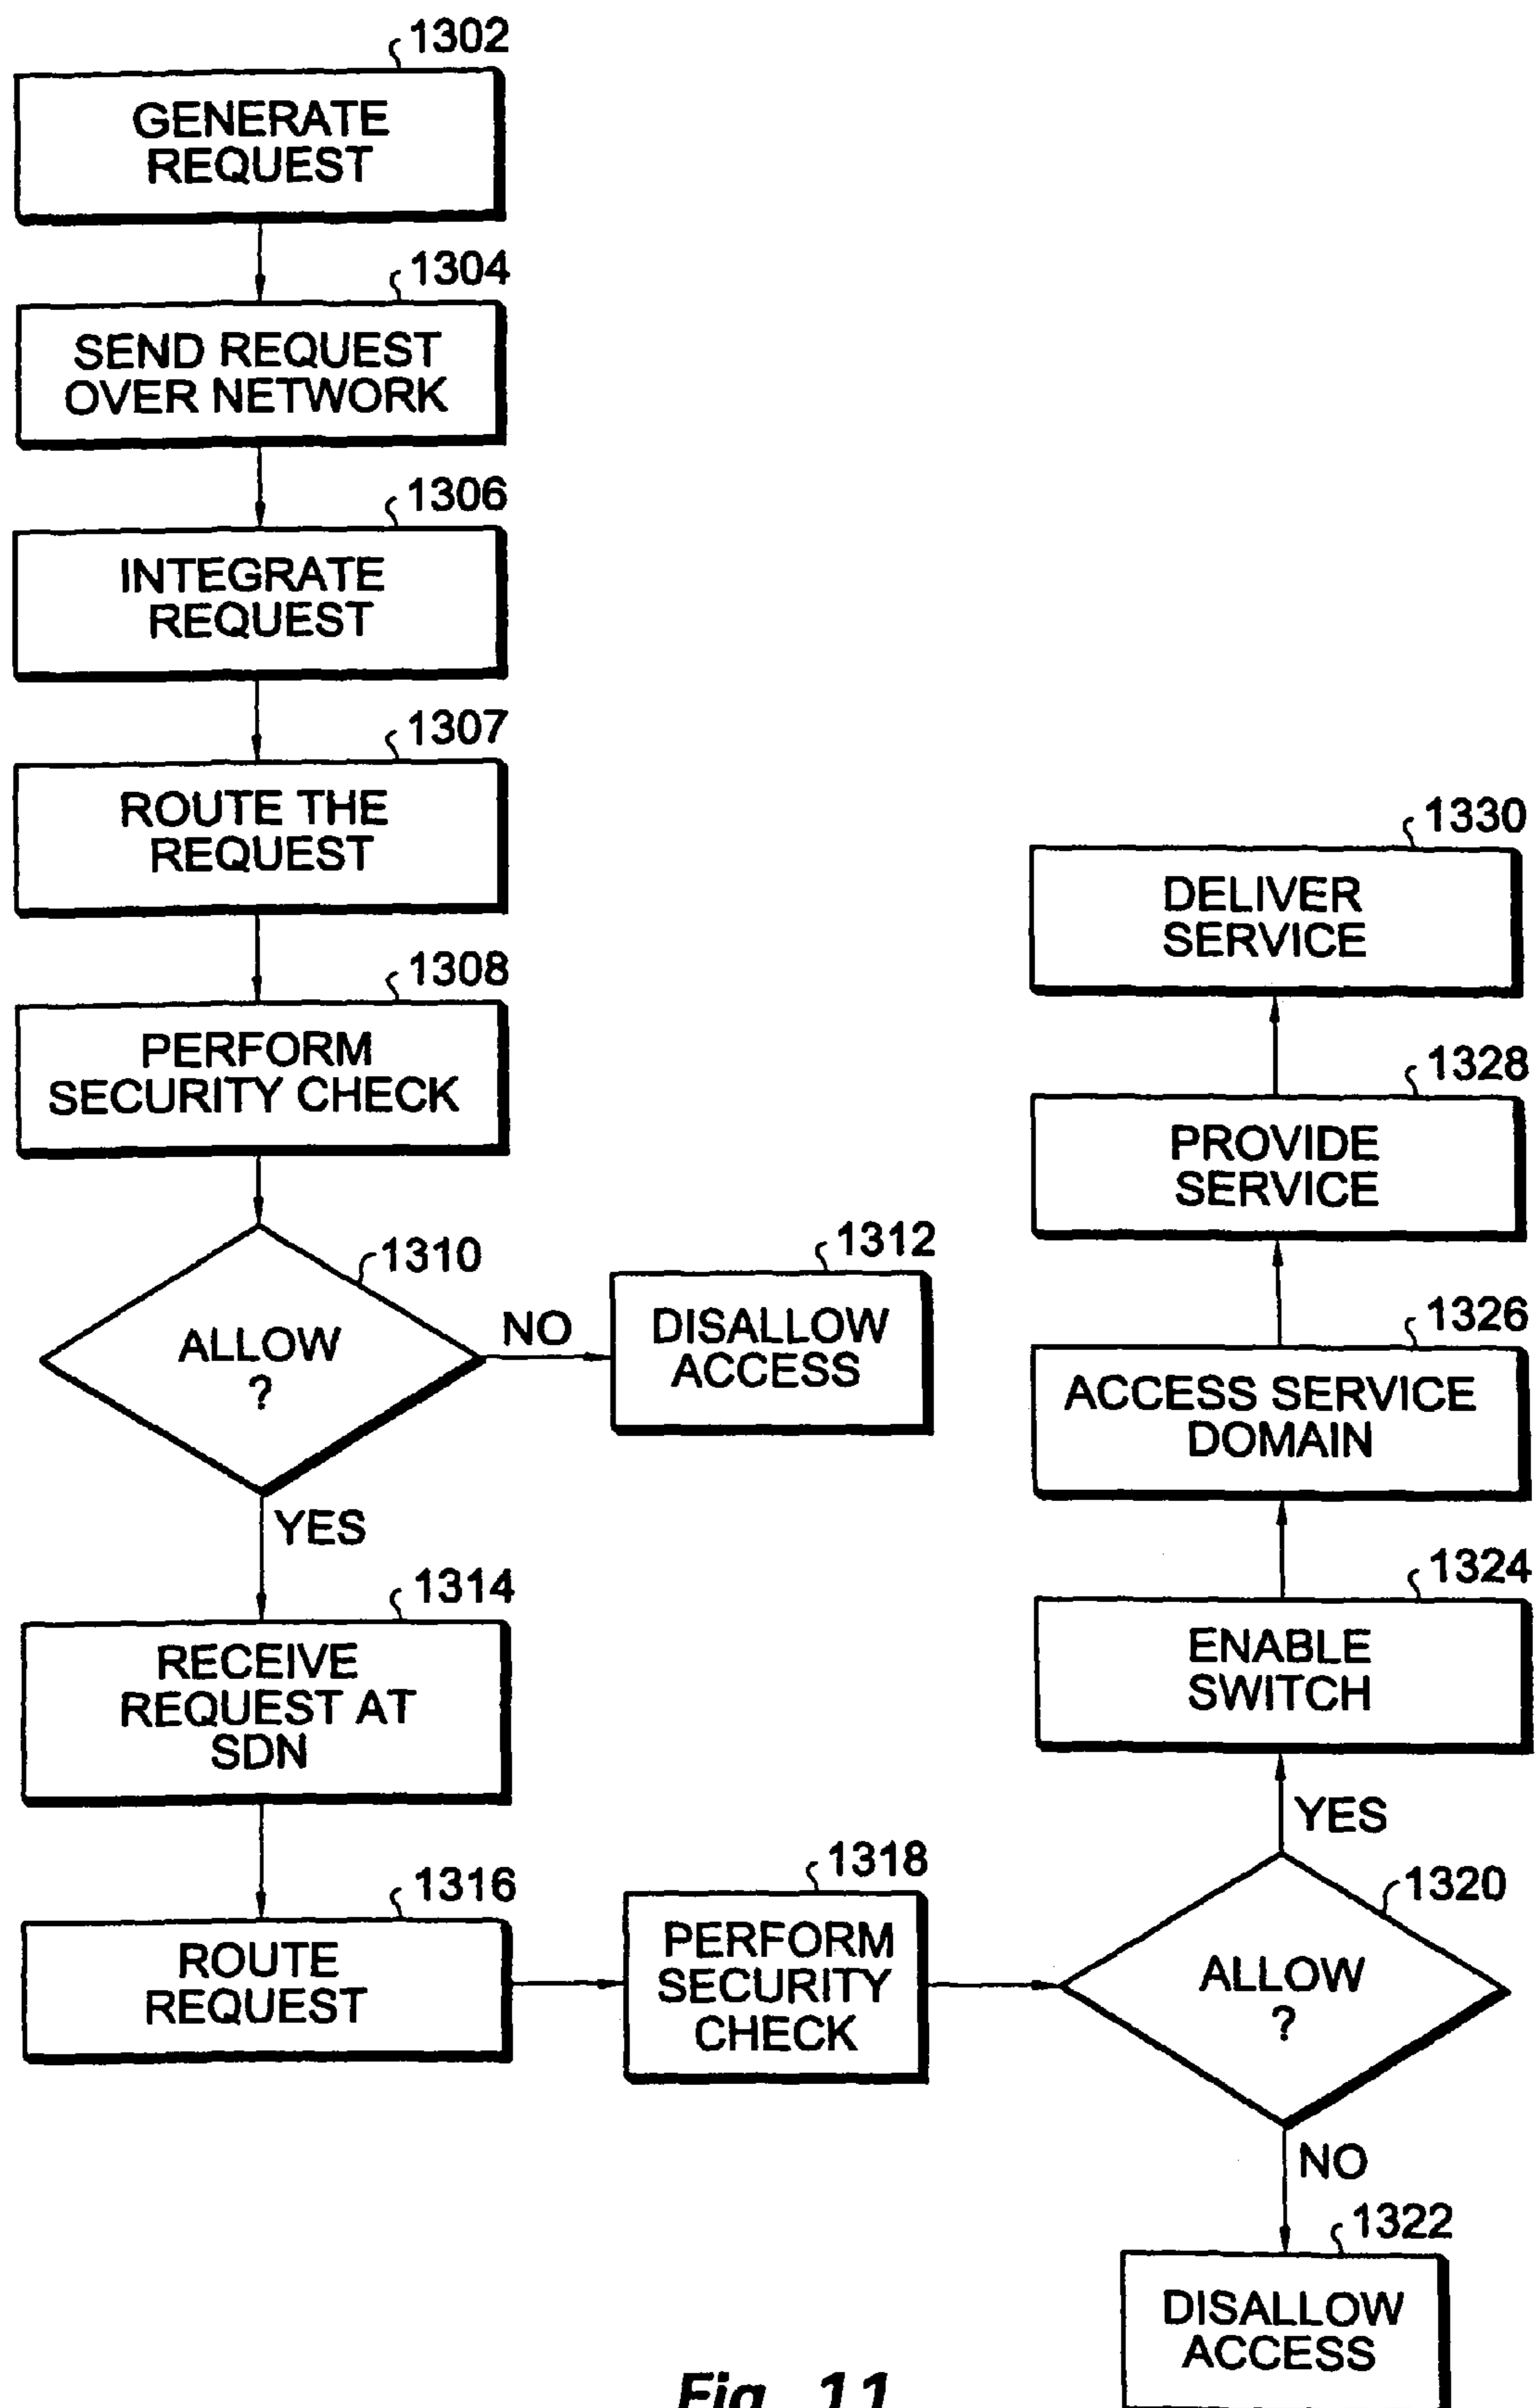 1302
GENERATE
REQUEST
1304
SEND REQUEST
OVER NETWORK
1306
INTEGRATE
REQUEST
1307
ROUTE THE
REQUEST
1308
PERFORM
SECURITY CHECK
1310
ALLOW
?
NO
1312
DISALLOW
ACCESS
YES
1314
RECEIVE
REQUEST AT
SDN
1316
ROUTE
REQUEST
1318
PERFORM
SECURITY
CHECK
1320
ALLOW
?
NO
1322
DISALLOW
ACCESS
YES
1324
ENABLE
SWITCH
1326
ACCESS SERVICE
DOMAIN
1328
PROVIDE
SERVICE
1330
DELIVER
SERVICE
Fig. 11